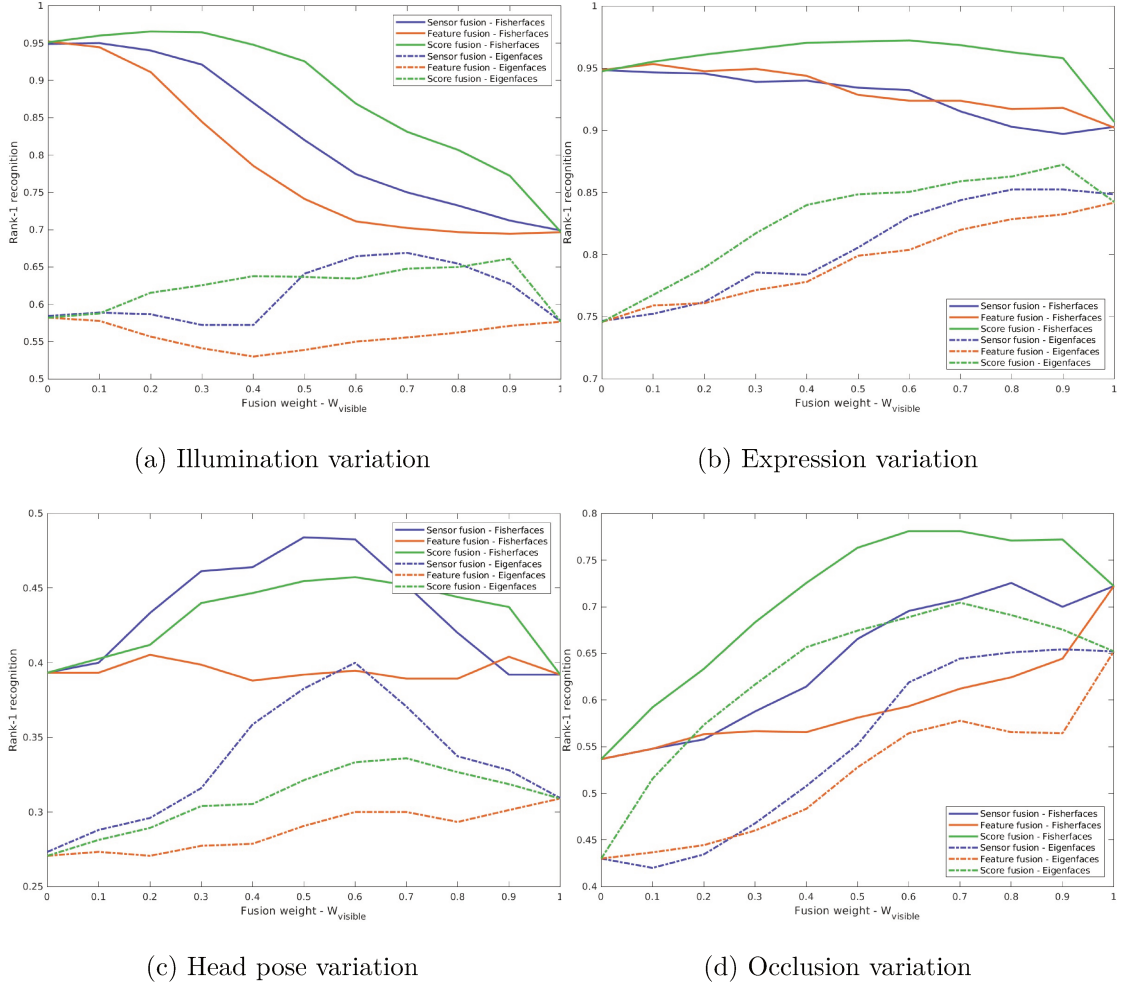 1
0.95
0.9
0.85
0.8
0.75
0.7
0.65
0.6
0.55
0.5
Rank-1 recognition
0 0.1 0.2 0.3 0.4 0.5 0.6 0.7 0.8 0.9 1
Fusion weight - Wvisible
Sensor fusion - Fisherfaces
Feature fusion - Fisherfaces
Score fusion - Fisherfaces
Sensor fusion - Eigenfaces
Feature fusion - Eigenfaces
Score fusion - Eigenfaces
(a) Illumination variation
1
0.95
0.9
0.85
0.8
0.75
0.7
Rank-1 recognition
0 0.1 0.2 0.3 0.4 0.5 0.6 0.7 0.8 0.9 1
Fusion weight - Wvisible
Sensor fusion - Fisherfaces
Feature fusion - Fisherfaces
Score fusion - Fisherfaces
Sensor fusion - Eigenfaces
Feature fusion - Eigenfaces
Score fusion - Eigenfaces
(b) Expression variation
0.5
0.45
0.4
0.35
0.3
0.25
Rank-1 recognition
0 0.1 0.2 0.3 0.4 0.5 0.6 0.7 0.8 0.9 1
Fusion weight - Wvisible
Sensor fusion - Fisherfaces
Feature fusion - Fisherfaces
Score fusion - Fisherfaces
Sensor fusion - Eigenfaces
Feature fusion - Eigenfaces
Score fusion - Eigenfaces
(c) Head pose variation
0.8
0.75
0.7
0.65
0.6
0.55
0.5
0.45
0.4
Rank-1 recognition
0 0.1 0.2 0.3 0.4 0.5 0.6 0.7 0.8 0.9 1
Fusion weight - Wvisible
Sensor fusion - Fisherfaces
Feature fusion - Fisherfaces
Score fusion - Fisherfaces
Sensor fusion - Eigenfaces
Feature fusion - Eigenfaces
Score fusion - Eigenfaces
(d) Occlusion variation